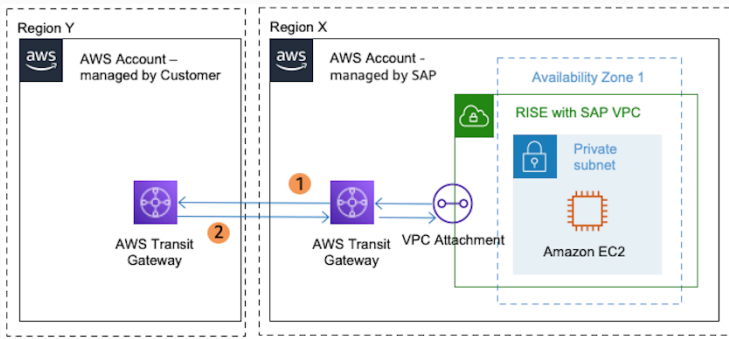 Region Y
Region X
aws
AWS Account –
managed by Customer
aws
AWS Account -
managed by SAP
Availability Zone 1
RISE with SAP VPC
Private
subnet
1
2
AWS Transit
Gateway
AWS Transit
Gateway
VPC Attachment
Amazon EC2